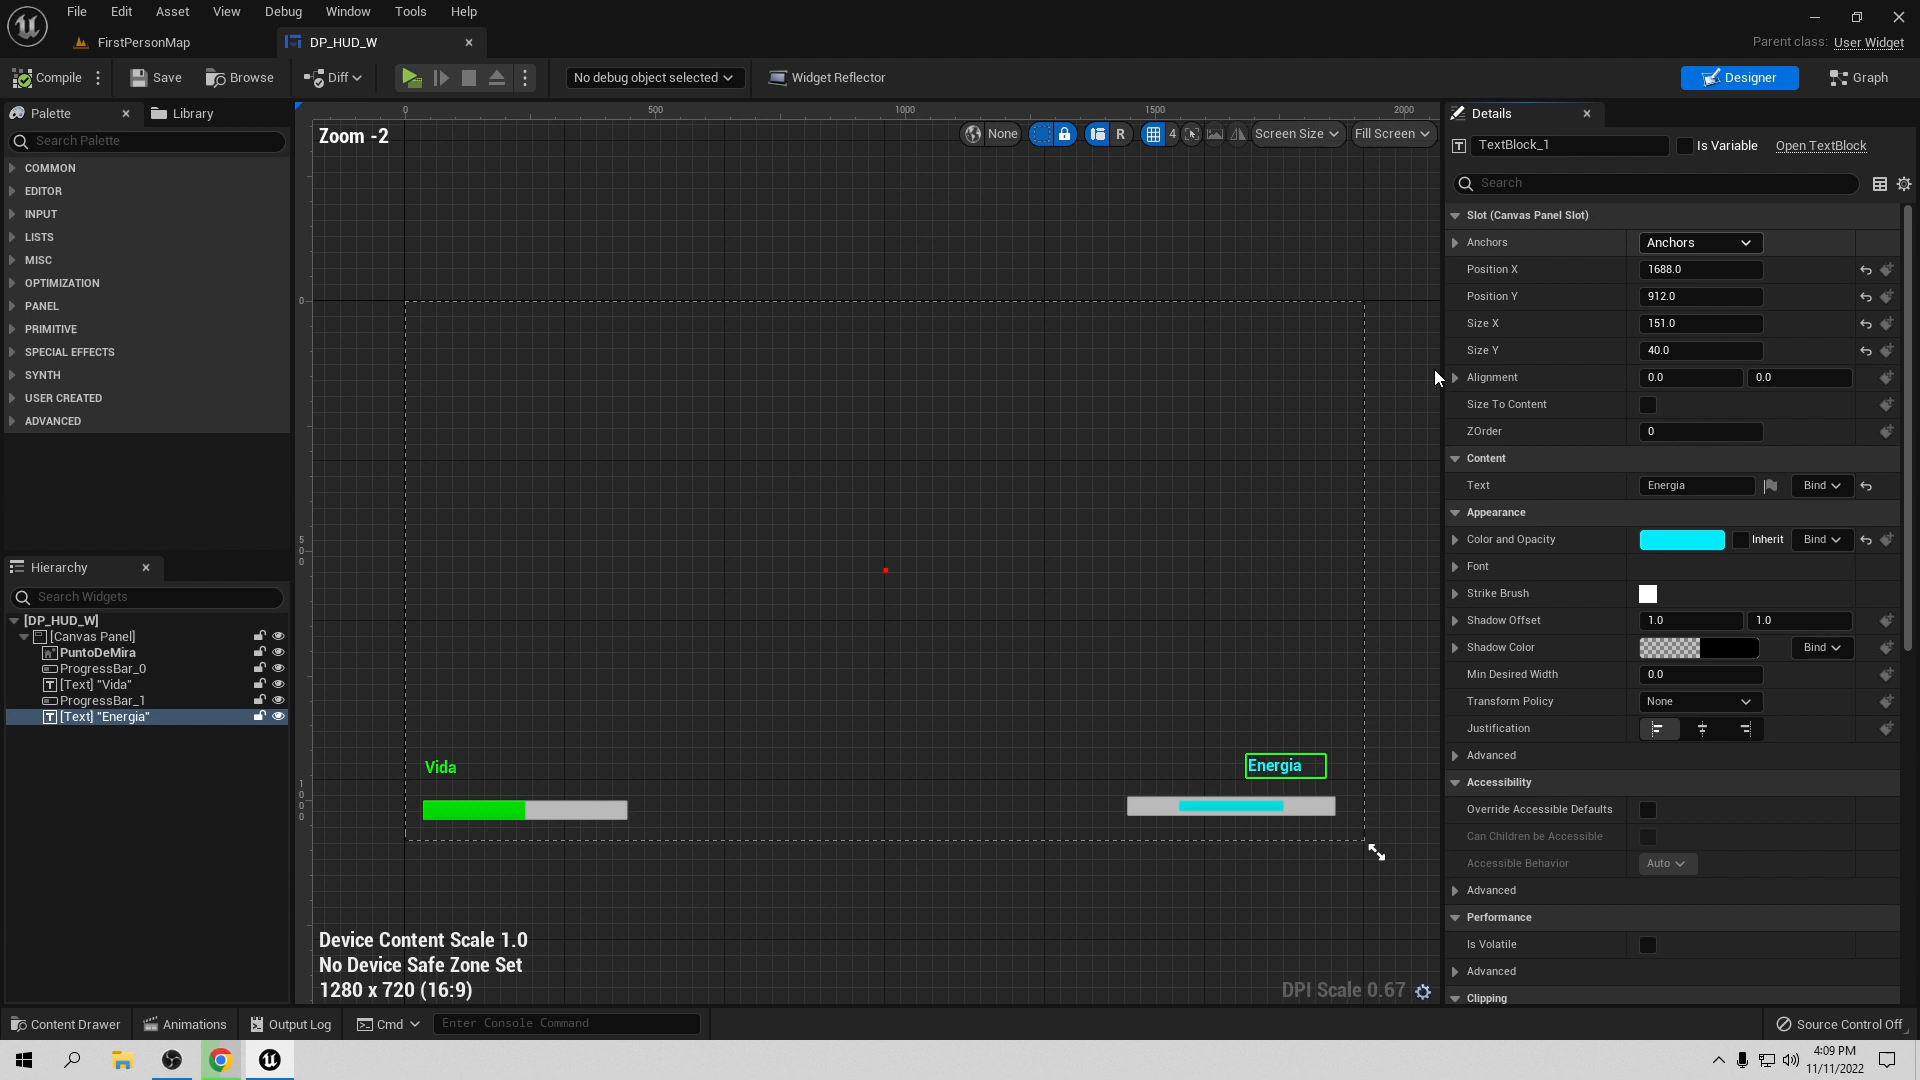 File Edit Asset View Debug Window Tools Help
FirstPersonMap
DP_HUD_W
Parent class: User Widget
Compile
Save
Browse
Diff
No debug object selected
Widget Reflector
Designer
Graph
Palette
Library
Search Palette
COMMON
EDITOR
INPUT
LISTS
MISC
OPTIMIZATION
PANEL
PRIMITIVE
SPECIAL EFFECTS
SYNTH
USER CREATED
ADVANCED
Hierarchy
Search Widgets
[DP_HUD_W]
[Canvas Panel]
PuntoDeMira
ProgressBar_0
[Text] "Vida"
ProgressBar_1
[Text] "Energia"
0 500 1000 1500 2000
Zoom -2
None
R
4
Screen Size
Fill Screen
0
500
1000
Vida
Energia
Device Content Scale 1.0
No Device Safe Zone Set
1280 x 720 (16:9)
DPI Scale 0.67
Details
TextBlock_1
Is Variable
Open TextBlock
Search
Slot (Canvas Panel Slot)
Anchors Anchors
Position X 1688.0
Position Y 912.0
Size X 151.0
Size Y 40.0
Alignment 0.0 0.0
Size To Content
ZOrder 0
Content
Text Energia Bind
Appearance
Color and Opacity Inherit Bind
Font
Strike Brush
Shadow Offset 1.0 1.0
Shadow Color Bind
Min Desired Width 0.0
Transform Policy None
Justification
Advanced
Accessibility
Override Accessible Defaults
Can Children be Accessible
Accessible Behavior Auto
Advanced
Performance
Is Volatile
Advanced
Clipping
Content Drawer
Animations
Output Log
Cmd
Enter Console Command
Source Control Off
4:09 PM
11/11/2022